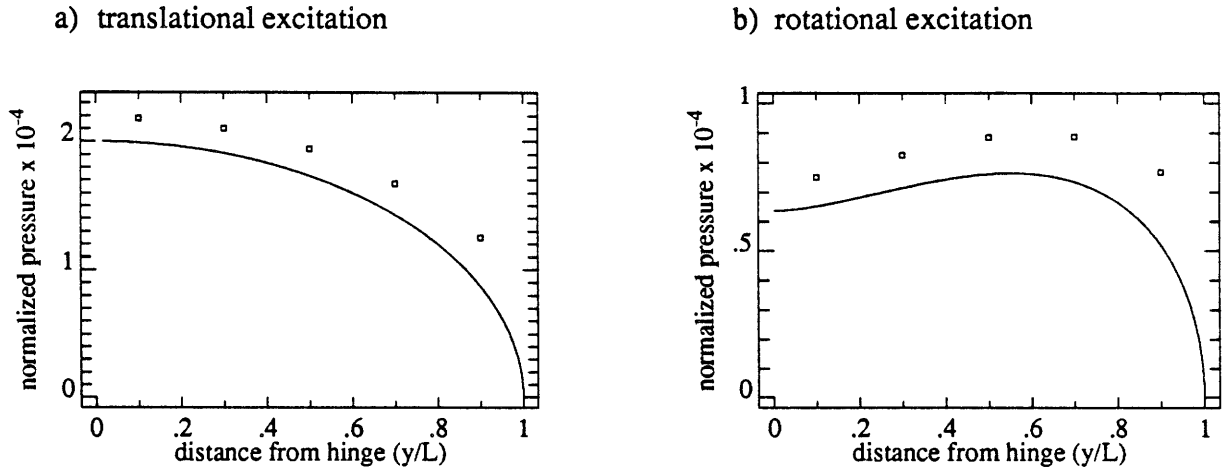 a) translational excitation
normalized pressure x 10⁻⁴
2
1
0
0 .2 .4 .6 .8 1
distance from hinge (y/L)
b) rotational excitation
normalized pressure x 10⁻⁴
1
.5
0
0 .2 .4 .6 .8 1
distance from hinge (y/L)